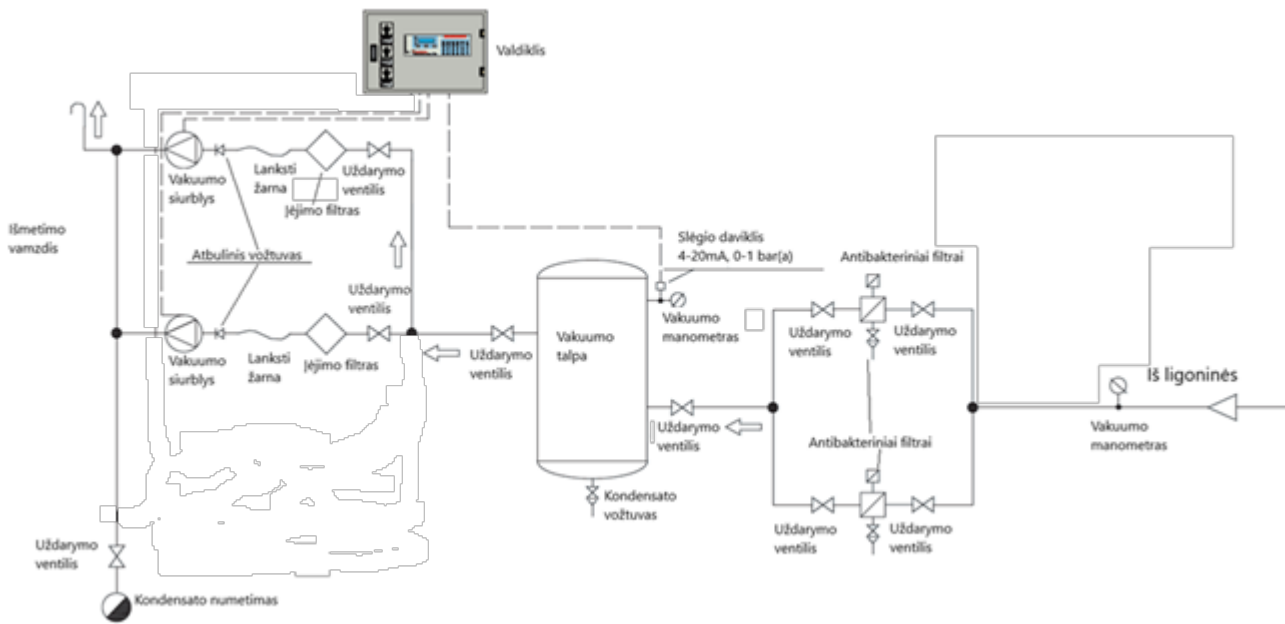 Valdiklis
Vakuumo
siurblys
Lanksti
žarna
Įėjimo filtras
Uždarymo
ventilis
Išmetimo
vamzdis
Atbulinis vožtuvas
Uždarymo
ventilis
Vakuumo
siurblys
Lanksti
žarna
Įėjimo filtras
Uždarymo
ventilis
Vakuumo
talpa
Slėgio daviklis
4-20mA, 0-1 bar(a)
Vakuumo
manometras
Antibakteriniai filtrai
Uždarymo
ventilis
Uždarymo
ventilis
Iš ligoninės
Vakuumo
manometras
Uždarymo
ventilis
Antibakteriniai filtrai
Kondensato
vožtuvas
Uždarymo
ventilis
Uždarymo
ventilis
Uždarymo
ventilis
Kondensato numetimas